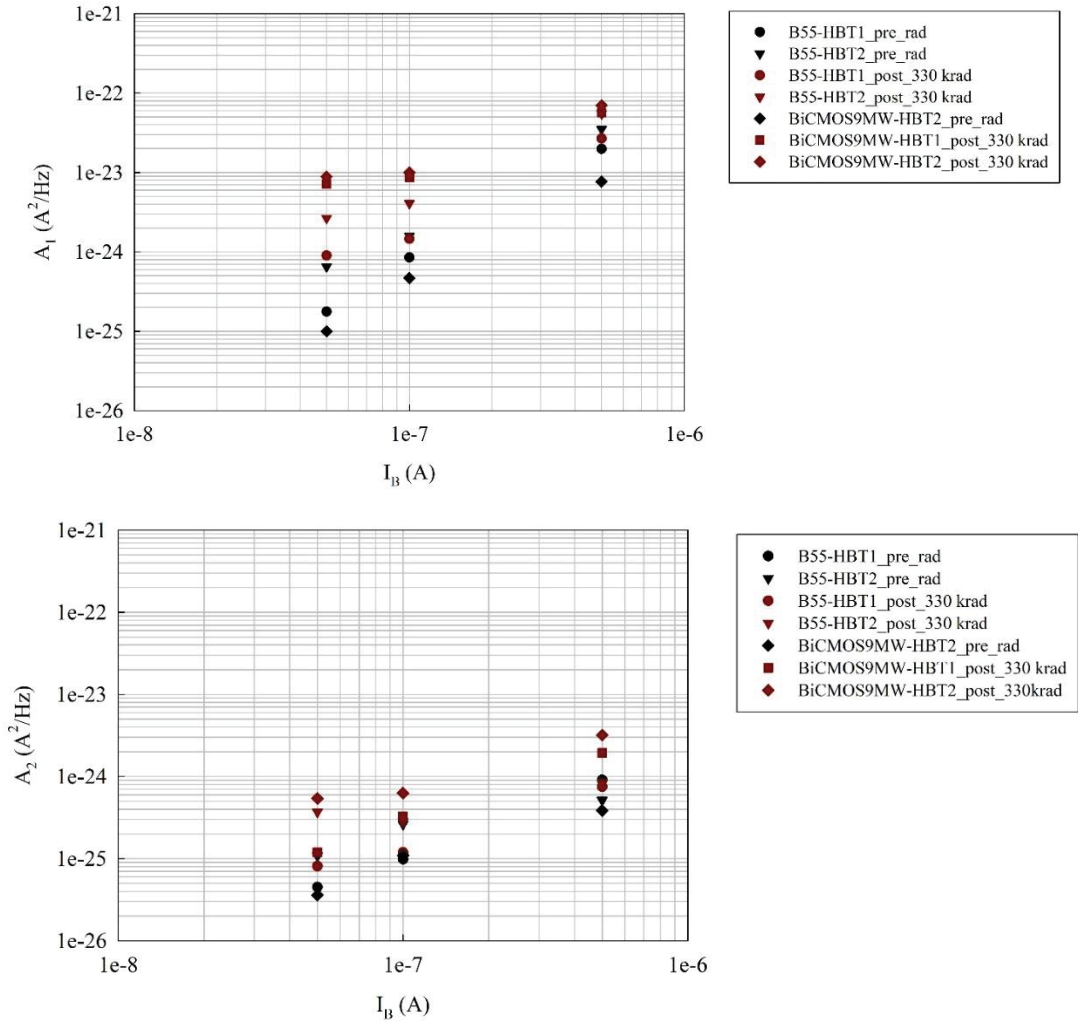 1e-21
1e-22
1e-23
1e-24
1e-25
1e-26
A1 (A2/Hz)
1e-8
1e-7
1e-6
IB (A)
B55-HBT1_pre_rad
B55-HBT2_pre_rad
B55-HBT1_post_330 krad
B55-HBT2_post_330 krad
BiCMOS9MW-HBT2_pre_rad
BiCMOS9MW-HBT1_post_330 krad
BiCMOS9MW-HBT2_post_330 krad
1e-21
1e-22
1e-23
1e-24
1e-25
1e-26
A2 (A2/Hz)
1e-8
1e-7
1e-6
IB (A)
B55-HBT1_pre_rad
B55-HBT2_pre_rad
B55-HBT1_post_330 krad
B55-HBT2_post_330 krad
BiCMOS9MW-HBT2_pre_rad
BiCMOS9MW-HBT1_post_330 krad
BiCMOS9MW-HBT2_post_330krad